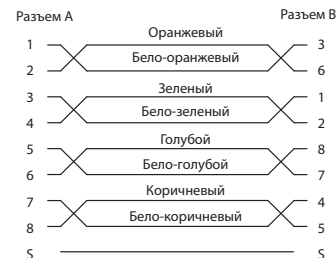 Разъем А Разъем В
Оранжевый
1 3
Бело-оранжевый
2 6
Зеленый
3 1
Бело-зеленый
4 2
Голубой
5 8
Бело-голубой
6 7
Коричневый
7 4
Бело-коричневый
8 5
S S